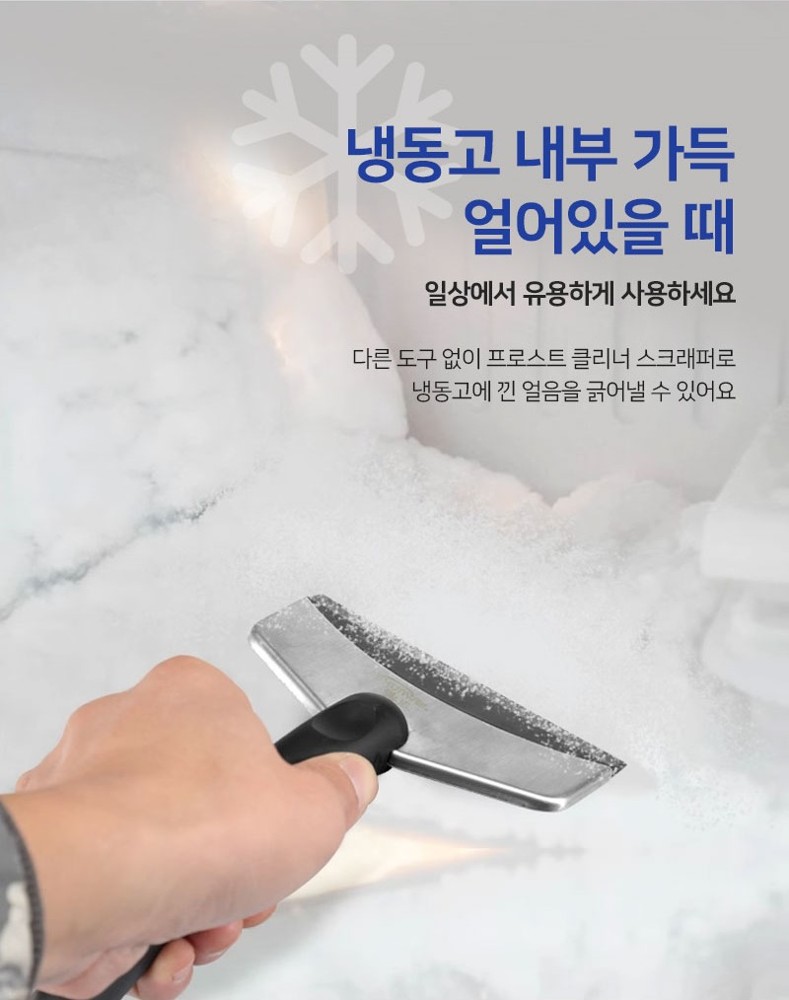 냉동고 내부 가득
얼어있을 때
일상에서 유용하게 사용하세요
다른 도구 없이 프로스트 클리너 스크래퍼로
냉동고에 낀 얼음을 긁어낼 수 있어요